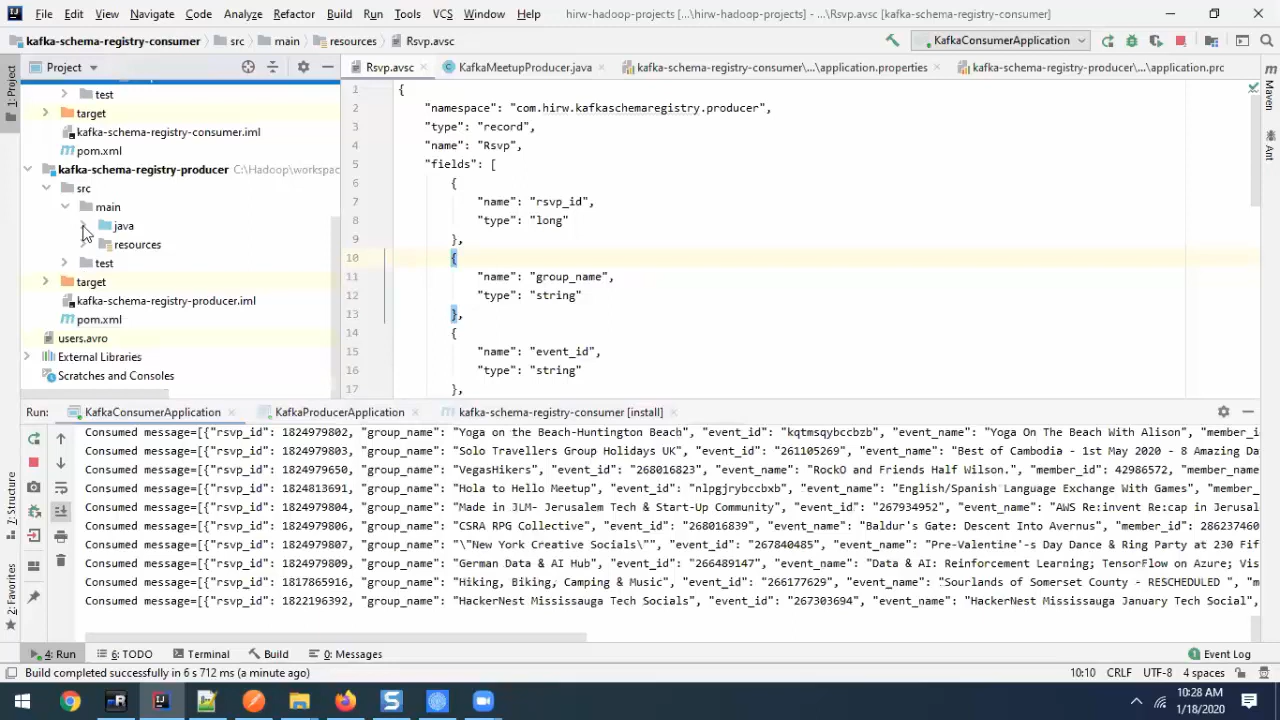 File Edit View Navigate Code Analyze Refactor Build Run Tools VCS Window Help hirw-hadoop-projects [...\hirw-hadoop-projects] - ...\Rsvp.avsc [kafka-schema-registry-consumer]
kafka-schema-registry-consumer src main resources Rsvp.avsc KafkaConsumerApplication
1: Project
Project
Rsvp.avsc KafkaMeetupProducer.java kafka-schema-registry-consumer\...\application.properties kafka-schema-registry-producer\...\application.prc
Maven
Ant
test
target
kafka-schema-registry-consumer.iml
pom.xml
kafka-schema-registry-producer C:\Hadoop\workspac
src
main
java
resources
test
target
kafka-schema-registry-producer.iml
pom.xml
users.avro
External Libraries
Scratches and Consoles
1 {
2 "namespace": "com.hirw.kafkaschemaregistry.producer",
3 "type": "record",
4 "name": "Rsvp",
5 "fields": [
6 {
7 "name": "rsvp_id",
8 "type": "long"
9 },
10 {
11 "name": "group_name",
12 "type": "string"
13 },
14 {
15 "name": "event_id",
16 "type": "string"
17 },
Run: KafkaConsumerApplication KafkaProducerApplication kafka-schema-registry-consumer [install]
Consumed message=[{"rsvp_id": 1824979802, "group_name": "Yoga on the Beach-Huntington Beach", "event_id": "kqtmsqybccbzb", "event_name": "Yoga On The Beach With Alison", "member_i
Consumed message=[{"rsvp_id": 1824979803, "group_name": "Solo Travellers Group Holidays UK", "event_id": "261105269", "event_name": "Best of Cambodia - 1st May 2020 - 8 Amazing Da
Consumed message=[{"rsvp_id": 1824979650, "group_name": "VegasHikers", "event_id": "268016823", "event_name": "RockO and Friends Half Wilson.", "member_id": 42986572, "member_name
Consumed message=[{"rsvp_id": 1824813691, "group_name": "Hola to Hello Meetup", "event_id": "nlpgjrybccbxb", "event_name": "English/Spanish Language Exchange With Games", "member_
Consumed message=[{"rsvp_id": 1824979804, "group_name": "Made in JLM- Jerusalem Tech & Start-Up Community", "event_id": "267934952", "event_name": "AWS Re:invent Re:cap in Jerusal
Consumed message=[{"rsvp_id": 1824979806, "group_name": "CSRA RPG Collective", "event_id": "268016839", "event_name": "Baldur's Gate: Descent Into Avernus", "member_id": 286237460
Consumed message=[{"rsvp_id": 1824979807, "group_name": "\"New York Creative Socials\"", "event_id": "267840485", "event_name": "Pre-Valentine'-s Day Dance & Ring Party at 230 Fif
Consumed message=[{"rsvp_id": 1824979809, "group_name": "German Data & AI Hub", "event_id": "266489147", "event_name": "Data & AI: Reinforcement Learning; TensorFlow on Azure; Vis
Consumed message=[{"rsvp_id": 1817865916, "group_name": "Hiking, Biking, Camping & Music", "event_id": "266177629", "event_name": "Sourlands of Somerset County - RESCHEDULED ", "m
Consumed message=[{"rsvp_id": 1822196392, "group_name": "HackerNest Mississauga Tech Socials", "event_id": "267303694", "event_name": "HackerNest Mississauga January Tech Social",
7: Structure
2: Favorites
4: Run 6: TODO Terminal Build 0: Messages Event Log
Build completed successfully in 6 s 712 ms (a minute ago) 10:10 CRLF UTF-8 4 spaces
10:28 AM
1/18/2020